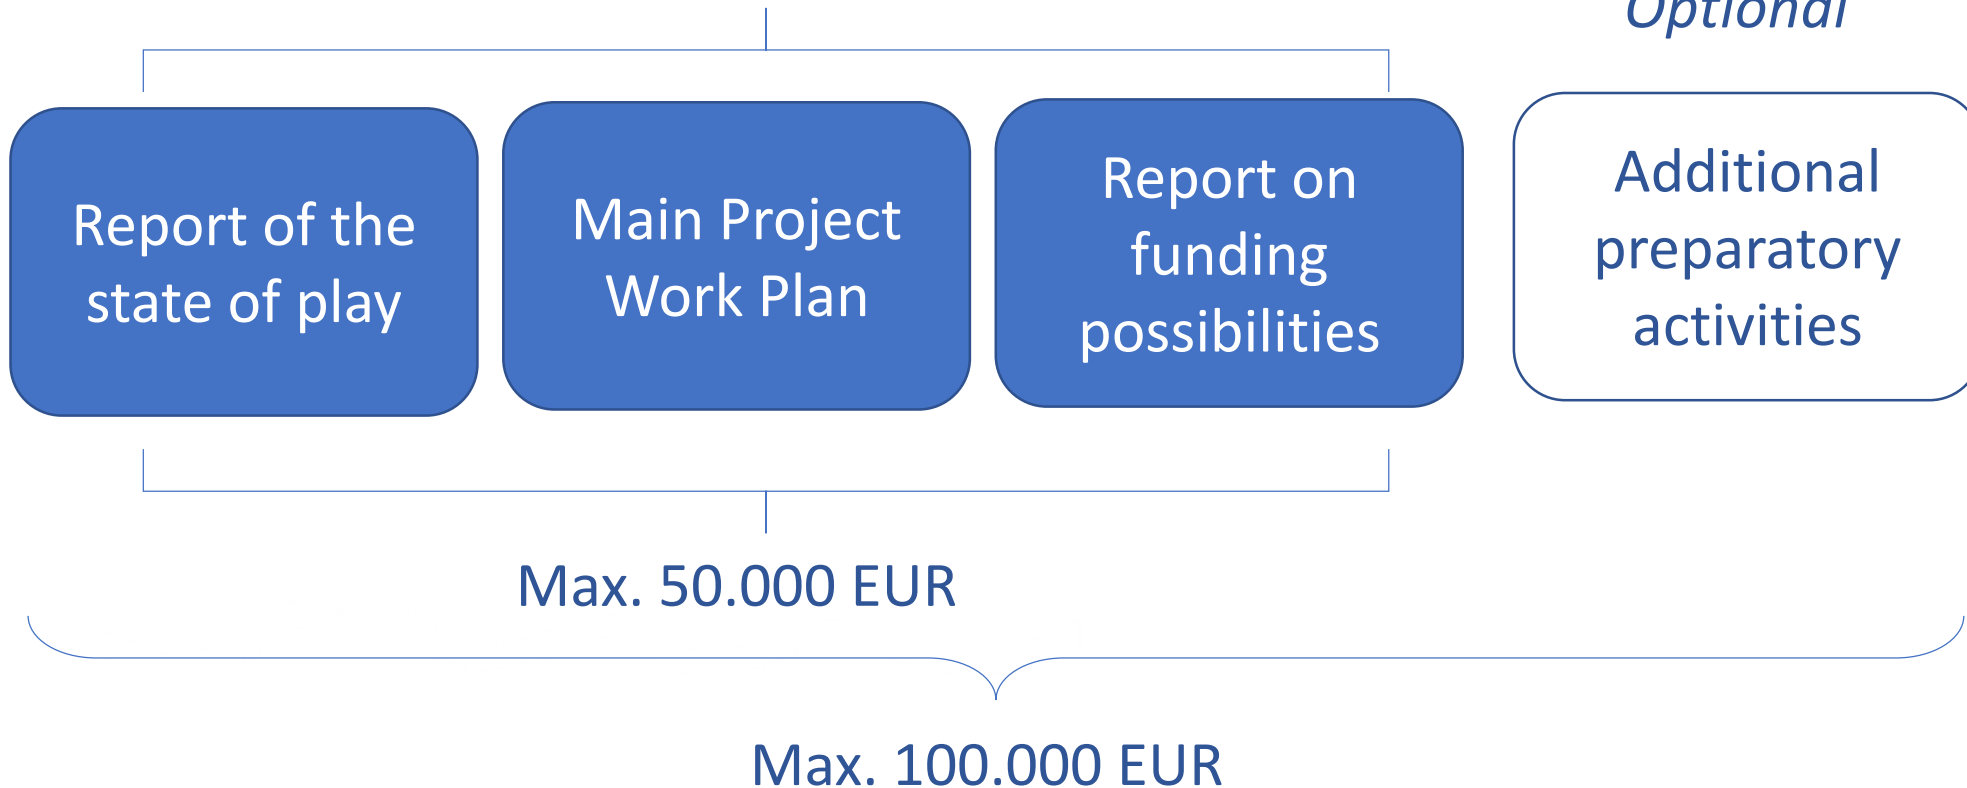 Optional
Report of the
state of play
Main Project
Work Plan
Report on
funding
possibilities
Additional
preparatory
activities
Max. 50.000 EUR
Max. 100.000 EUR